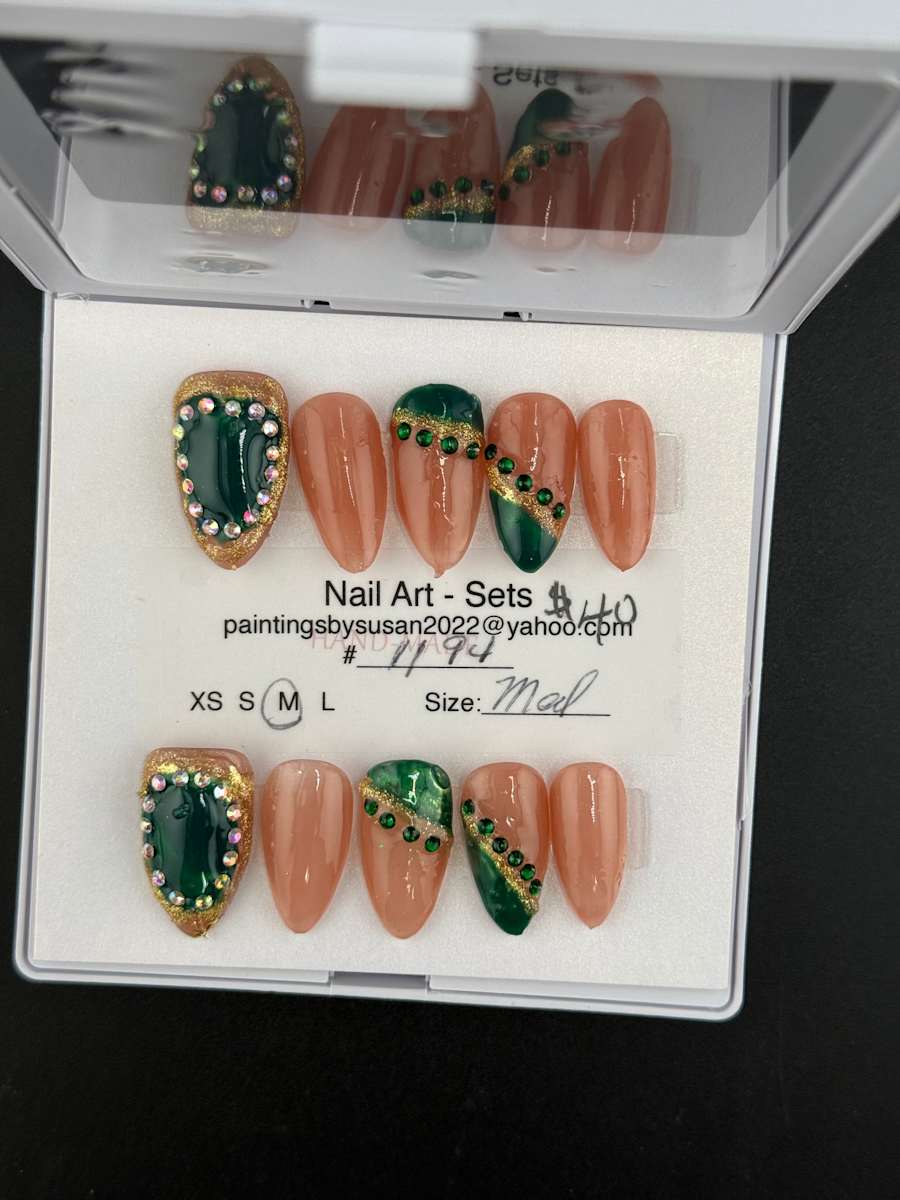 Nail Art - Sets $40
paintingsbysusan2022@yahoo.com
HAND-MADE
# 1194
XS S M L Size: Med